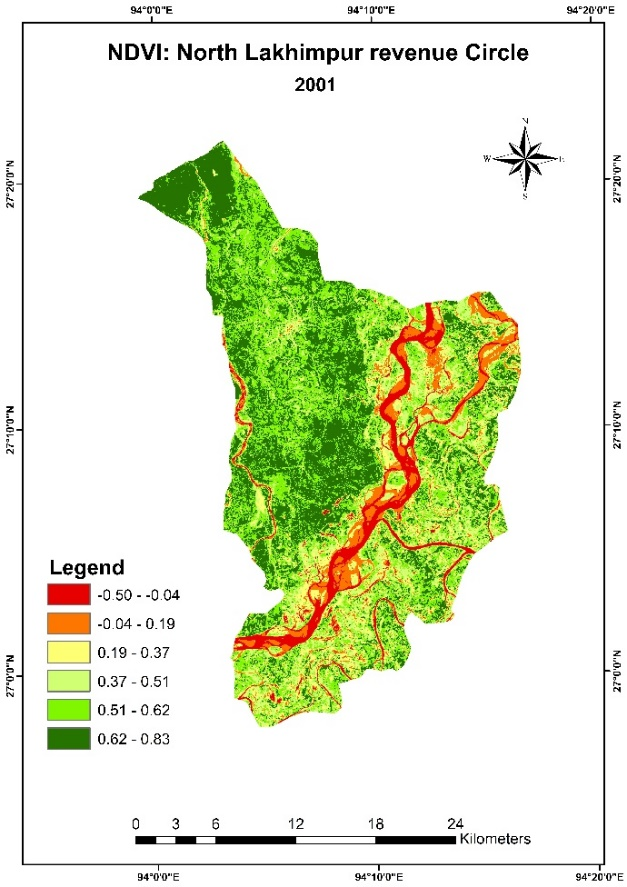 94°0'0"E 94°10'0"E 94°20'0"E
NDVI: North Lakhimpur revenue Circle
2001
N
W E
S
27°20'0"N 27°20'0"N
27°10'0"N 27°10'0"N
27°0'0"N 27°0'0"N
Legend
-0.50 - -0.04
-0.04 - 0.19
0.19 - 0.37
0.37 - 0.51
0.51 - 0.62
0.62 - 0.83
0 3 6 12 18 24
Kilometers
94°0'0"E 94°10'0"E 94°20'0"E